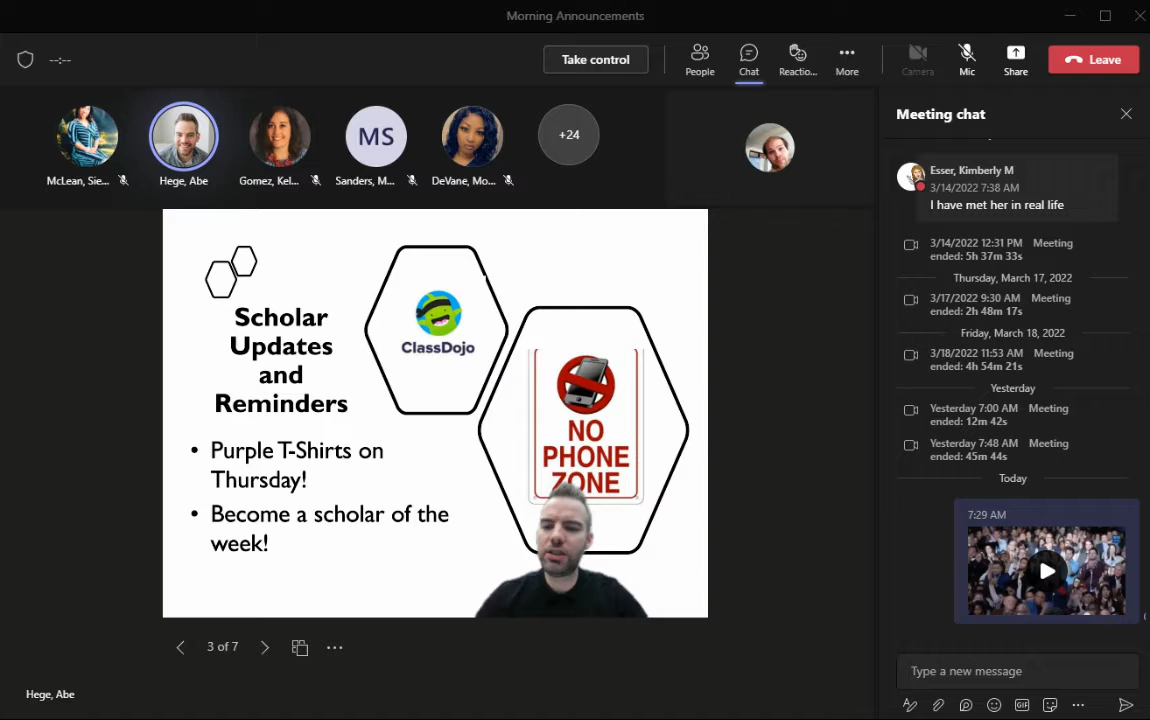 Morning Announcements
--:--
Take control
People
Chat
Reactio...
More
Camera
Mic
Share
Leave
McLean, Sie...
Hege, Abe
Gomez, Kel...
MS
Sanders, M...
DeVane, Mo...
+24
Scholar
Updates
and
Reminders
• Purple T-Shirts on
Thursday!
• Become a scholar of the
week!
ClassDojo
NO
PHONE
ZONE
3 of 7
Hege, Abe
Meeting chat
Esser, Kimberly M
3/14/2022 7:38 AM
I have met her in real life
3/14/2022 12:31 PM Meeting
ended: 5h 37m 33s
Thursday, March 17, 2022
3/17/2022 9:30 AM Meeting
ended: 2h 48m 17s
Friday, March 18, 2022
3/18/2022 11:53 AM Meeting
ended: 4h 54m 21s
Yesterday
Yesterday 7:00 AM Meeting
ended: 12m 42s
Yesterday 7:48 AM Meeting
ended: 45m 44s
Today
7:29 AM
Type a new message
GIF